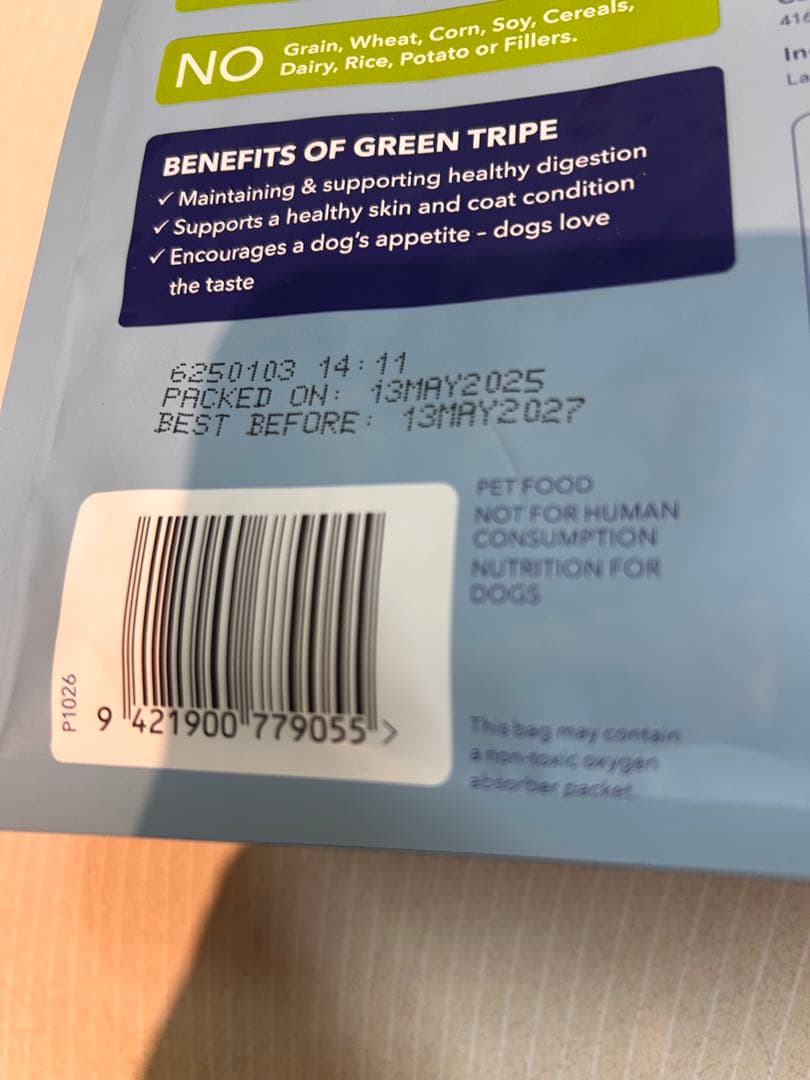 NO
Grain, Wheat, Corn, Soy, Cereals,
Dairy, Rice, Potato or Fillers.
BENEFITS OF GREEN TRIPE
✓ Maintaining & supporting healthy digestion
✓ Supports a healthy skin and coat condition
✓ Encourages a dog's appetite – dogs love
the taste
6250103 14:11
PACKED ON: 13MAY2025
BEST BEFORE: 13MAY2027
PET FOOD
NOT FOR HUMAN
CONSUMPTION
NUTRITION FOR
DOGS
P1026
9 421900 779055 >
This bag may contain
a non-toxic oxygen
absorber packet.